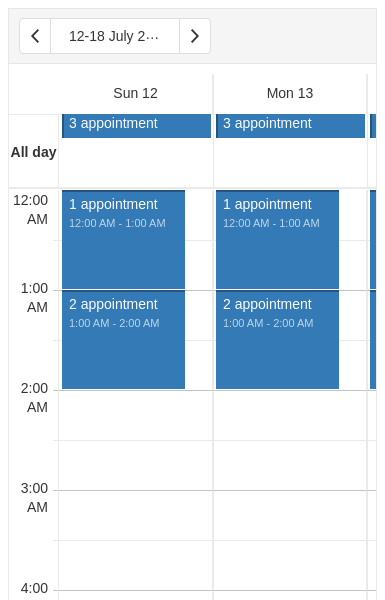 12-18 July 2···
Sun 12
Mon 13
All day
3 appointment
3 appointment
12:00 AM
1 appointment
12:00 AM - 1:00 AM
1 appointment
12:00 AM - 1:00 AM
1:00 AM
2 appointment
1:00 AM - 2:00 AM
2 appointment
1:00 AM - 2:00 AM
2:00 AM
3:00 AM
4:00